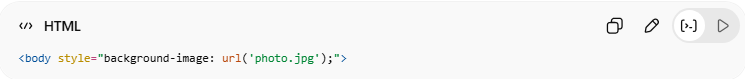 HTML
<body style="background-image: url('photo.jpg');">